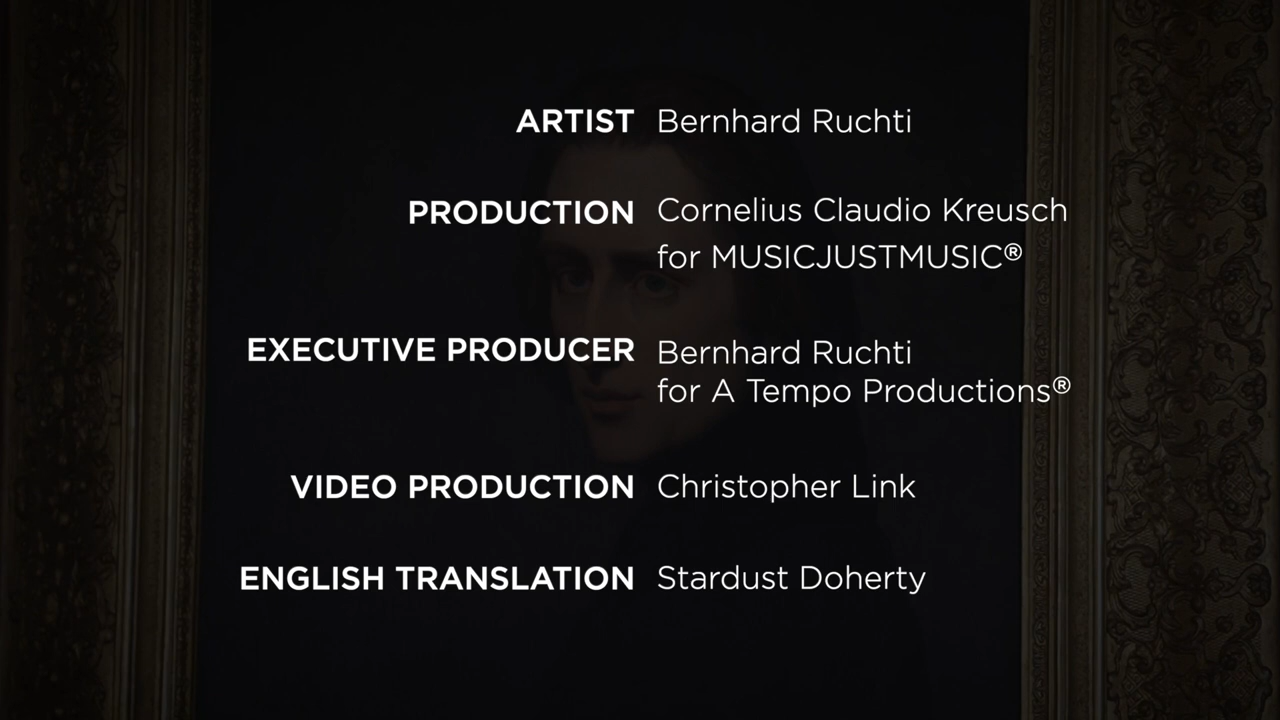 ARTIST Bernhard Ruchti
PRODUCTION Cornelius Claudio Kreusch
for MUSICJUSTMUSIC®
EXECUTIVE PRODUCER Bernhard Ruchti
for A Tempo Productions®
VIDEO PRODUCTION Christopher Link
ENGLISH TRANSLATION Stardust Doherty